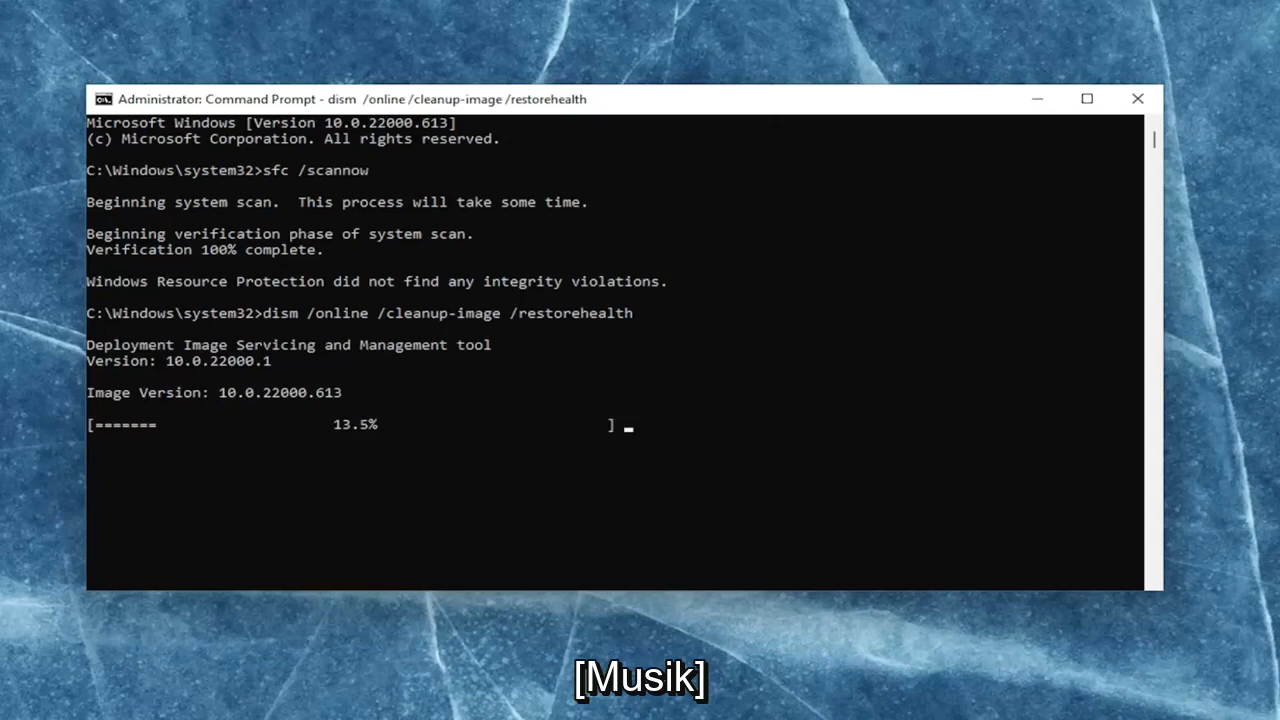 Administrator: Command Prompt - dism  /online /cleanup-image /restorehealth
Microsoft Windows [Version 10.0.22000.613]
(c) Microsoft Corporation. All rights reserved.
C:\Windows\system32>sfc /scannow
Beginning system scan.  This process will take some time.
Beginning verification phase of system scan.
Verification 100% complete.
Windows Resource Protection did not find any integrity violations.
C:\Windows\system32>dism /online /cleanup-image /restorehealth
Deployment Image Servicing and Management tool
Version: 10.0.22000.1
Image Version: 10.0.22000.613
[=======                    13.5%                          ]
[Musik]